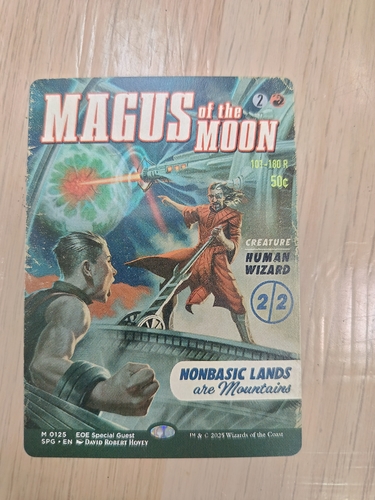 MAGUS of the MOON
2
101-180 R
50¢
CREATURE
HUMAN
WIZARD
2 2
NONBASIC LANDS
are Mountains
M 0125 EOE Special Guest
SPG • EN DAVID ROBERT HOVEY
™ & © 2025 Wizards of the Coast